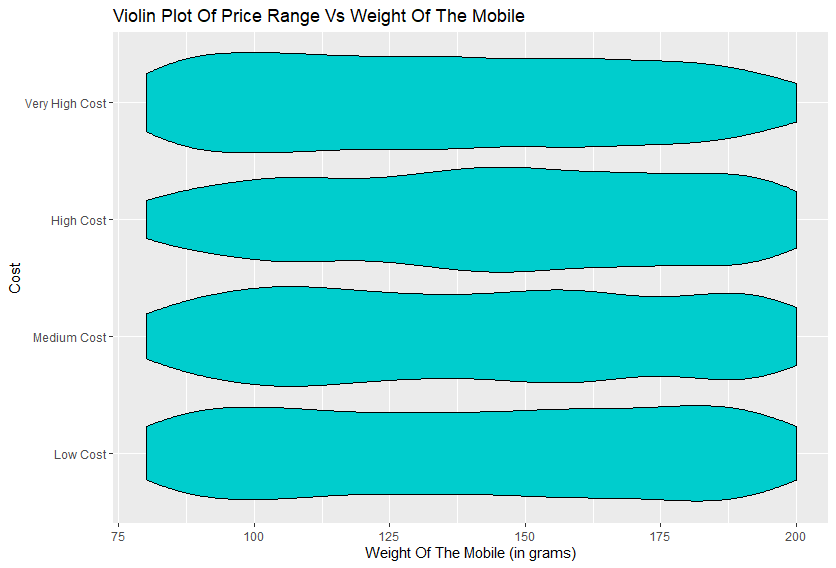 Violin Plot Of Price Range Vs Weight Of The Mobile
Cost
Very High Cost
High Cost
Medium Cost
Low Cost
75 100 125 150 175 200
Weight Of The Mobile (in grams)